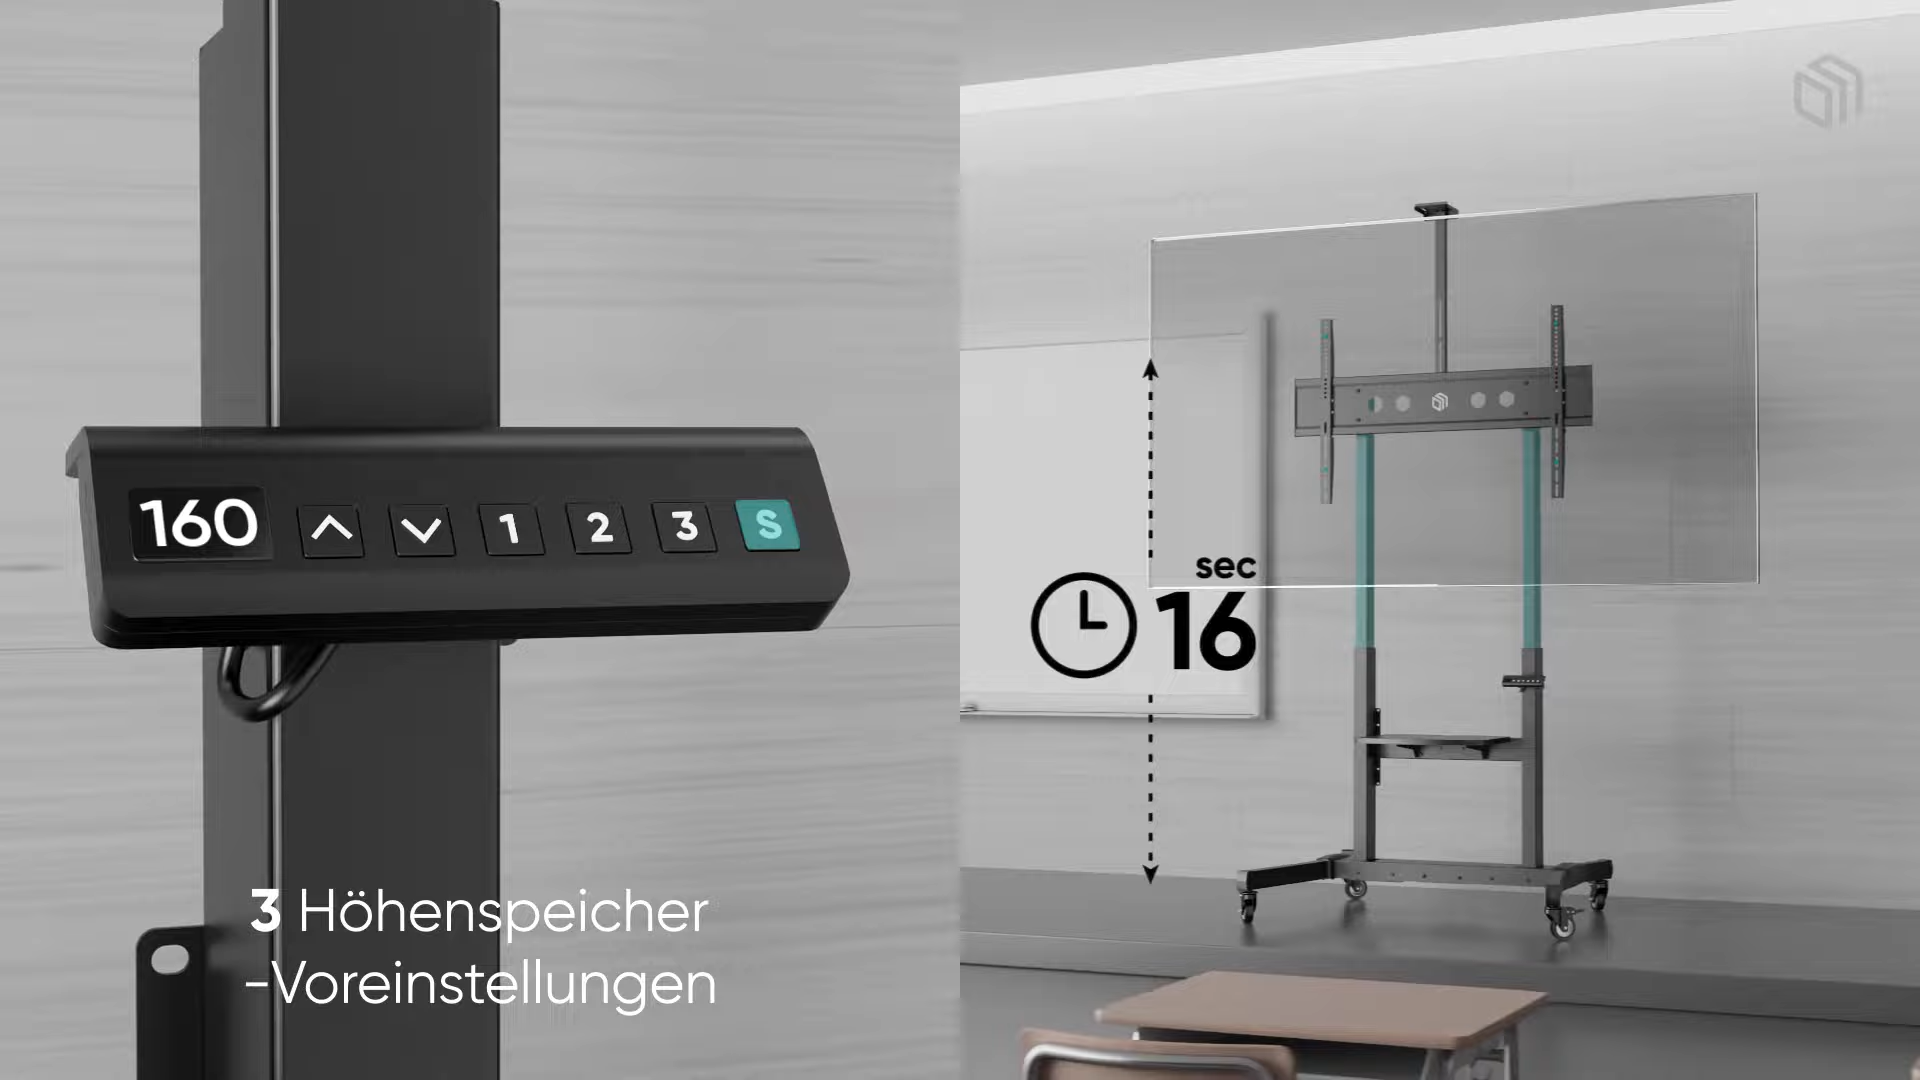 160
1 2 3 S
3 Höhenspeicher
-Voreinstellungen
sec
16